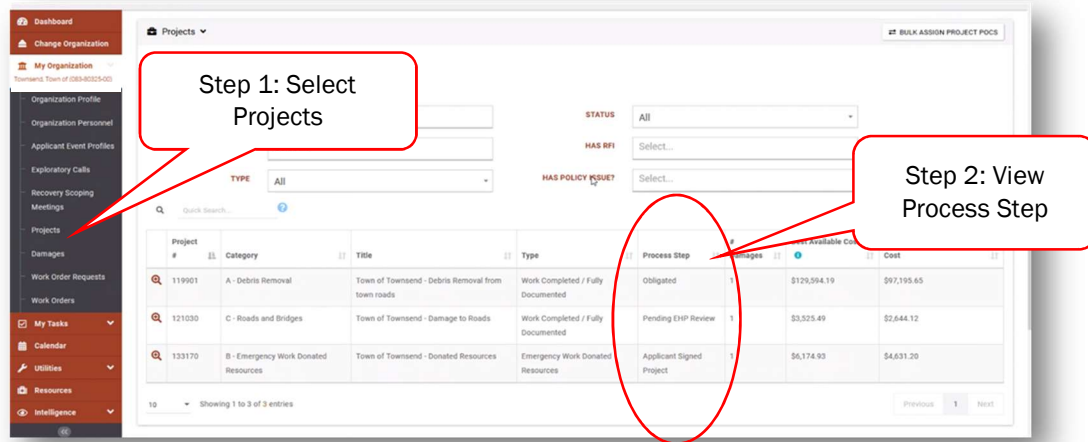 Dashboard
Change Organization
My Organization
Townsend, Town of (083-80325-00)
Organization Profile
Organization Personnel
Applicant Event Profiles
Exploratory Calls
Recovery Scoping
Meetings
Projects
Damages
Work Order Requests
Work Orders
My Tasks
Calendar
Utilities
Resources
Intelligence
Projects
BULK ASSIGN PROJECT POCS
Step 1: Select
Projects
STATUS All
HAS RFI Select...
TYPE All
HAS POLICY ISSUE? Select...
Step 2: View
Process Step
Quick Search...
Project
# Category Title Type Process Step # Damages Cost Available Cost
119901 A - Debris Removal Town of Townsend - Debris Removal from Work Completed / Fully Obligated 1 $129,594.19 $97,195.65
town roads Documented
121030 C - Roads and Bridges Town of Townsend - Damage to Roads Work Completed / Fully Pending EHP Review 1 $3,525.49 $2,644.12
Documented
133170 B - Emergency Work Donated Town of Townsend - Donated Resources Emergency Work Donated Applicant Signed 1 $6,174.93 $4,631.20
Resources Resources Project
10 Showing 1 to 3 of 3 entries Previous 1 Next